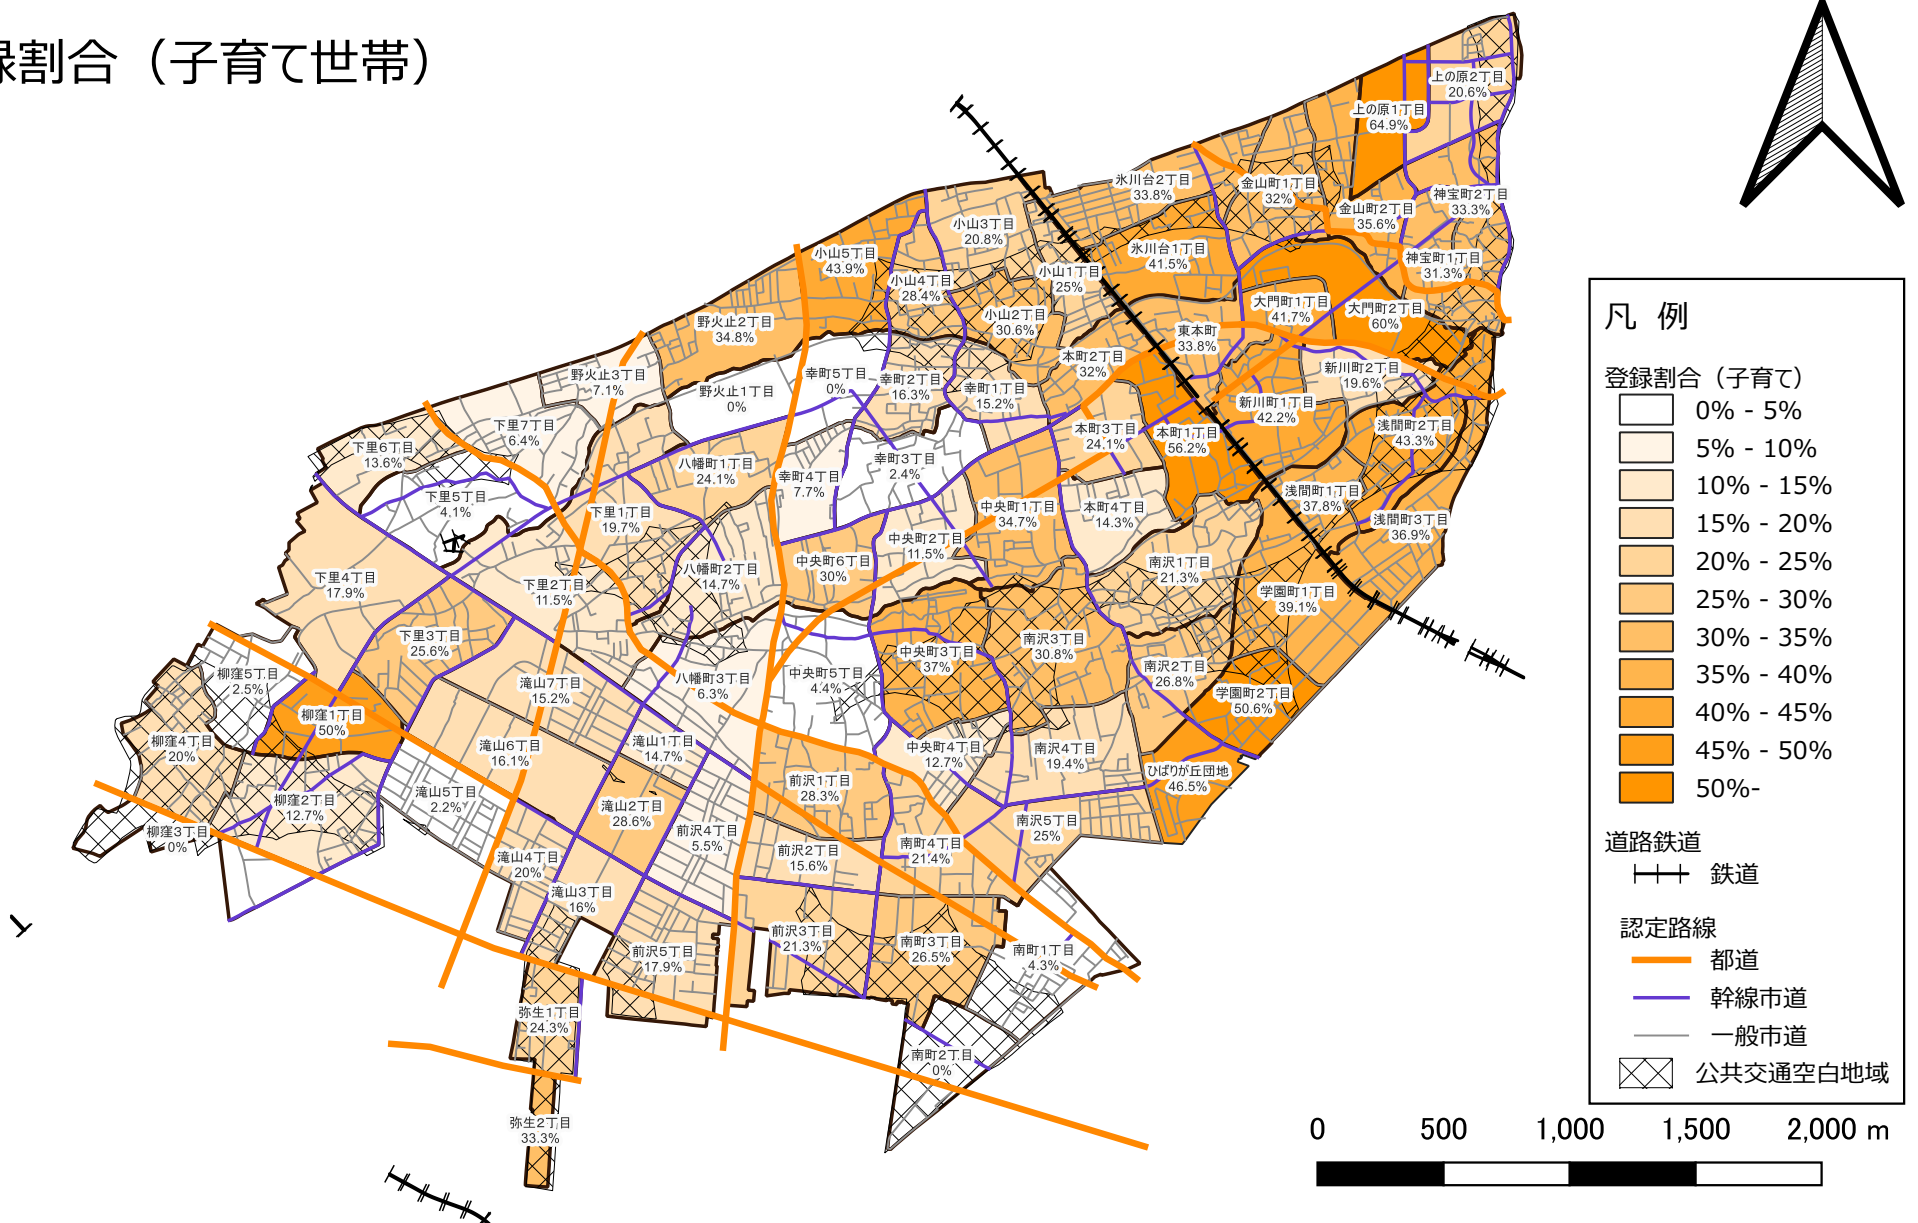 割合（子育て世帯）
上の原2丁目
20.6%
上の原1丁目
64.9%
氷川台2丁目
33.8%
金山町1丁目
32%
神宝町2丁目
33.3%
金山町2丁目
35.6%
小山3丁目
20.8%
小山5丁目
43.9%
氷川台1丁目
41.5%
神宝町1丁目
31.3%
小山1丁目
25%
小山4丁目
28.4%
大門町1丁目
41.7%
大門町2丁目
60%
小山2丁目
30.6%
野火止2丁目
34.8%
東本町
33.8%
本町2丁目
32%
野火止3丁目
7.1%
幸町5丁目
0%
幸町2丁目
16.3%
幸町1丁目
15.2%
新川町2丁目
19.6%
野火止1丁目
0%
新川町1丁目
42.2%
下里7丁目
6.4%
本町3丁目
24.1%
本町1丁目
56.2%
浅間町2丁目
43.3%
下里6丁目
13.6%
八幡町1丁目
24.1%
幸町3丁目
2.4%
幸町4丁目
7.7%
浅間町1丁目
37.8%
下里5丁目
4.1%
下里1丁目
19.7%
中央町1丁目
34.7%
本町4丁目
14.3%
浅間町3丁目
36.9%
中央町2丁目
11.5%
中央町6丁目
30%
八幡町2丁目
14.7%
南沢1丁目
21.3%
下里4丁目
17.9%
下里2丁目
11.5%
学園町1丁目
39.1%
下里3丁目
25.6%
南沢3丁目
30.8%
中央町3丁目
37%
南沢2丁目
26.8%
柳窪5丁目
2.5%
滝山7丁目
15.2%
八幡町3丁目
6.3%
中央町5丁目
4.4%
学園町2丁目
50.6%
柳窪1丁目
50%
柳窪4丁目
20%
滝山6丁目
16.1%
滝山1丁目
14.7%
中央町4丁目
12.7%
南沢4丁目
19.4%
ひばりが丘団地
46.5%
前沢1丁目
28.3%
滝山5丁目
2.2%
柳窪2丁目
12.7%
滝山2丁目
28.6%
柳窪3丁目
0%
前沢4丁目
5.5%
南沢5丁目
25%
前沢2丁目
15.6%
南町4丁目
21.4%
滝山4丁目
20%
滝山3丁目
16%
前沢3丁目
21.3%
南町3丁目
26.5%
前沢5丁目
17.9%
南町1丁目
4.3%
弥生1丁目
24.3%
南町2丁目
0%
弥生2丁目
33.3%
凡 例
登録割合（子育て）
0% - 5%
5% - 10%
10% - 15%
15% - 20%
20% - 25%
25% - 30%
30% - 35%
35% - 40%
40% - 45%
45% - 50%
50%-
道路鉄道
鉄道
認定路線
都道
幹線市道
一般市道
公共交通空白地域
0 500 1,000 1,500 2,000 m